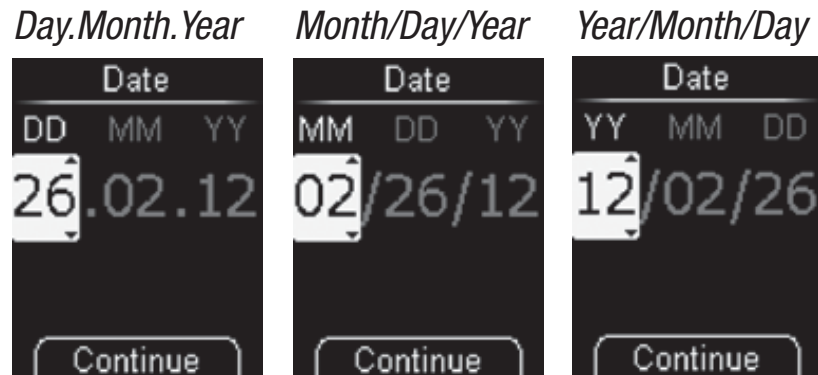 Day.Month.Year
Date
DD MM YY
26.02.12
Continue
Month/Day/Year
Date
MM DD YY
02/26/12
Continue
Year/Month/Day
Date
YY MM DD
12/02/26
Continue